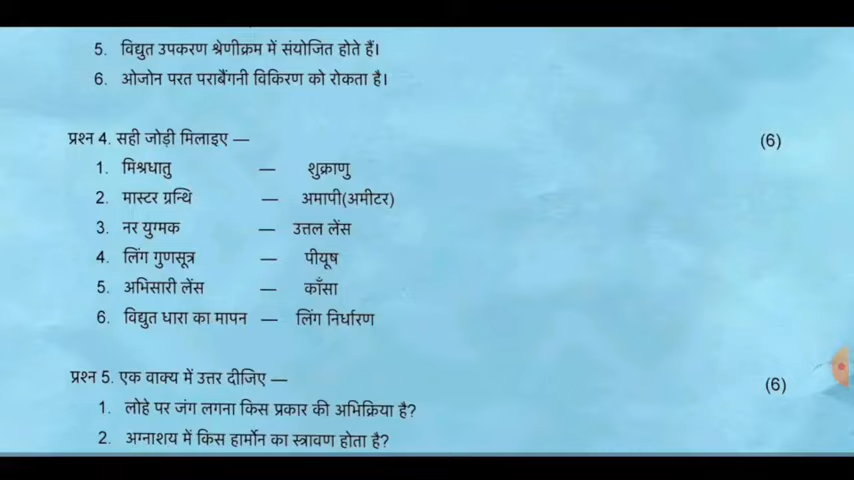 5. विद्युत उपकरण श्रेणीक्रम में संयोजित होते हैं।
6. ओजोन परत पराबैंगनी विकिरण को रोकता है।
प्रश्न 4. सही जोड़ी मिलाइए — (6)
1. मिश्रधातु — शुक्राणु
2. मास्टर ग्रन्थि — अमापी(अमीटर)
3. नर युग्मक — उत्तल लेंस
4. लिंग गुणसूत्र — पीयूष
5. अभिसारी लेंस — काँसा
6. विद्युत धारा का मापन — लिंग निर्धारण
प्रश्न 5. एक वाक्य में उत्तर दीजिए — (6)
1. लोहे पर जंग लगना किस प्रकार की अभिक्रिया है?
2. अग्नाशय में किस हार्मोन का स्त्रावण होता है?